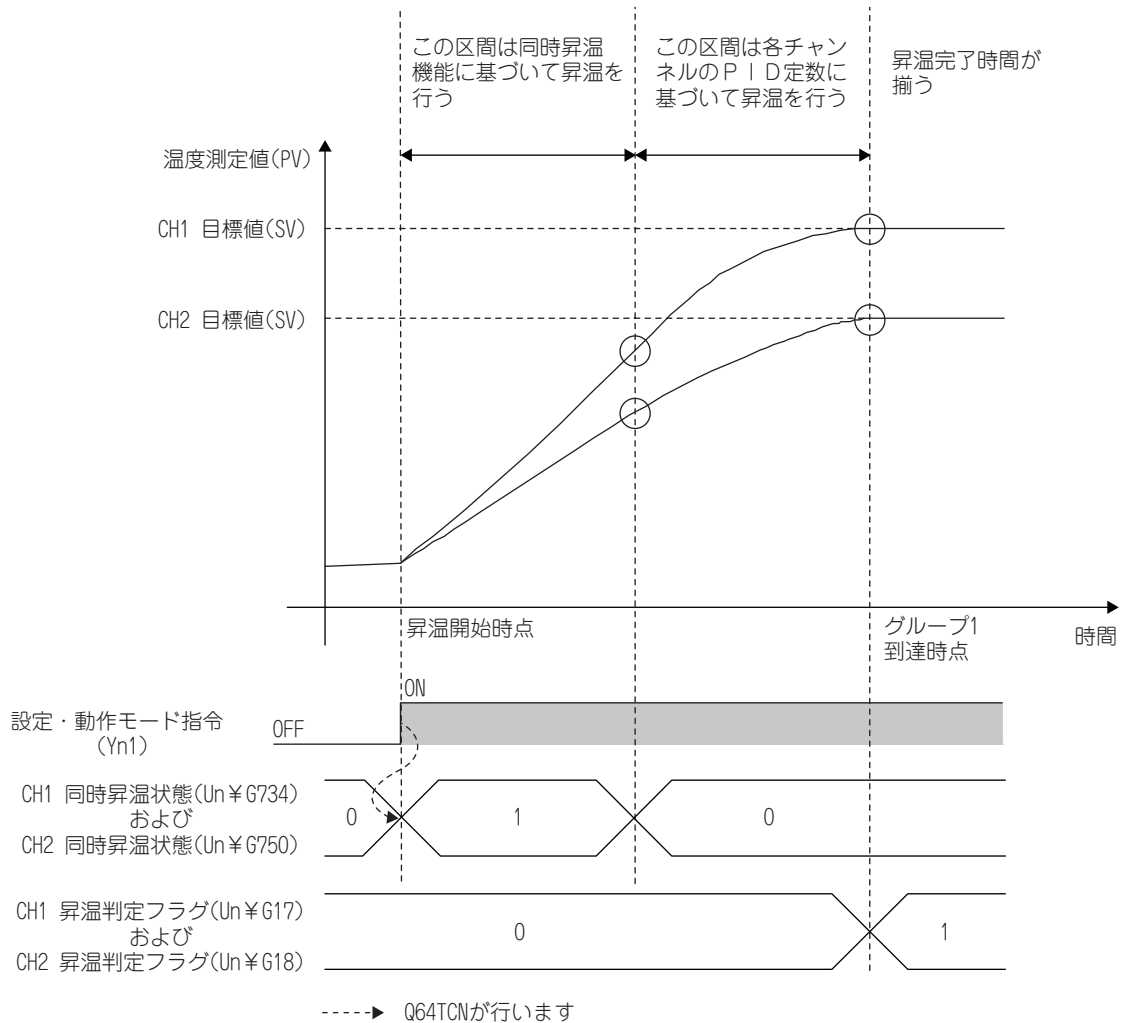 この区間は同時昇温
機能に基づいて昇温を
行う
この区間は各チャン
ネルのＰＩＤ定数に
基づいて昇温を行う
昇温完了時間が
揃う
温度測定値(PV)
CH1 目標値(SV)
CH2 目標値(SV)
昇温開始時点
グループ1
到達時点
時間
ON
設定・動作モード指令
(Yn1)
OFF
CH1 同時昇温状態(Un￥G734)
および
CH2 同時昇温状態(Un￥G750)
0
1
0
CH1 昇温判定フラグ(Un￥G17)
および
CH2 昇温判定フラグ(Un￥G18)
0
1
Q64TCNが行います